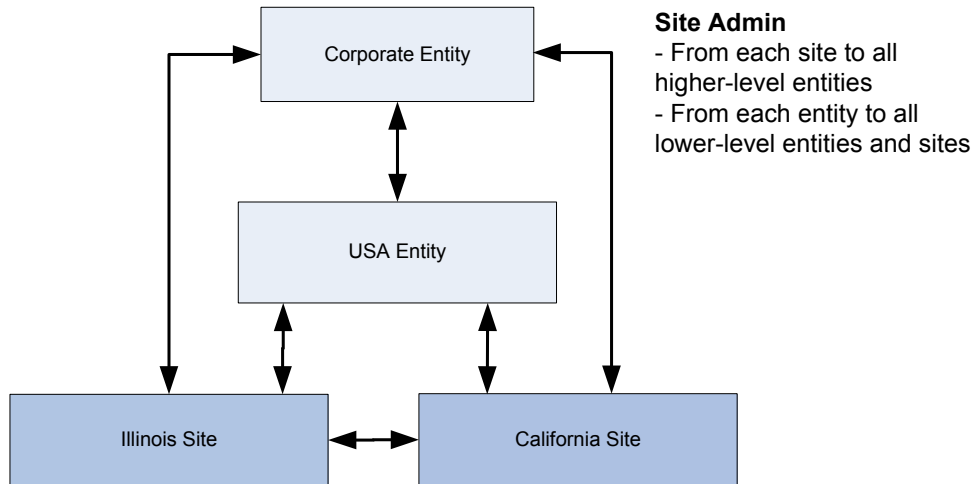 Corporate Entity
Site Admin
- From each site to all
higher-level entities
- From each entity to all
lower-level entities and sites
USA Entity
Illinois Site
California Site